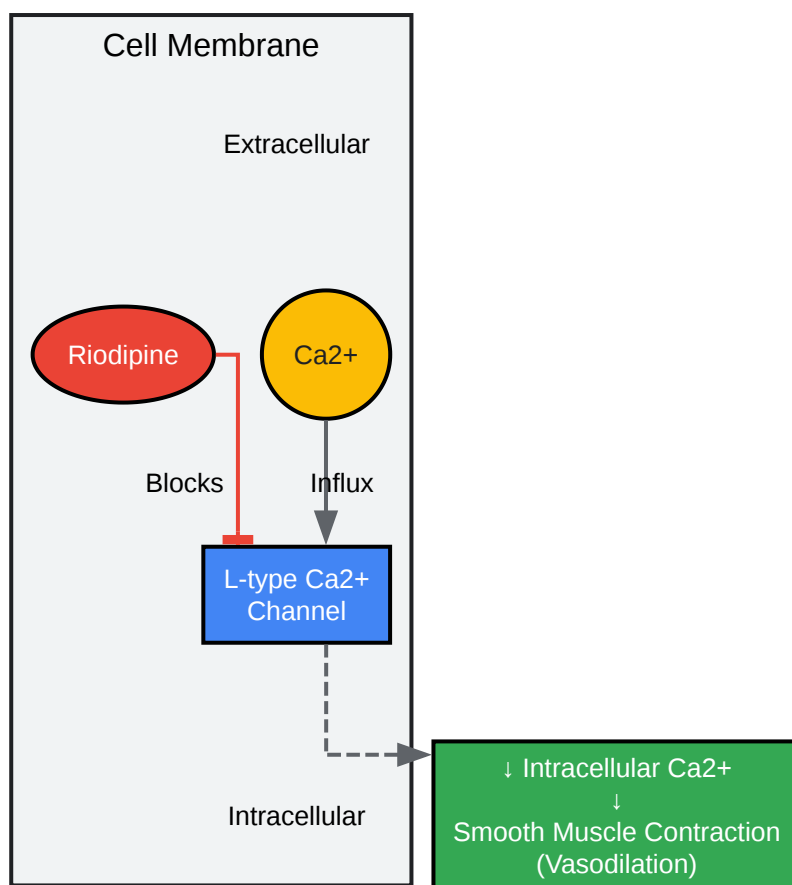 Cell Membrane
Extracellular
Riodipine
Ca2+
Blocks
Influx
L-type Ca2+
Channel
↓ Intracellular Ca2+
↓
Smooth Muscle Contraction
(Vasodilation)
Intracellular